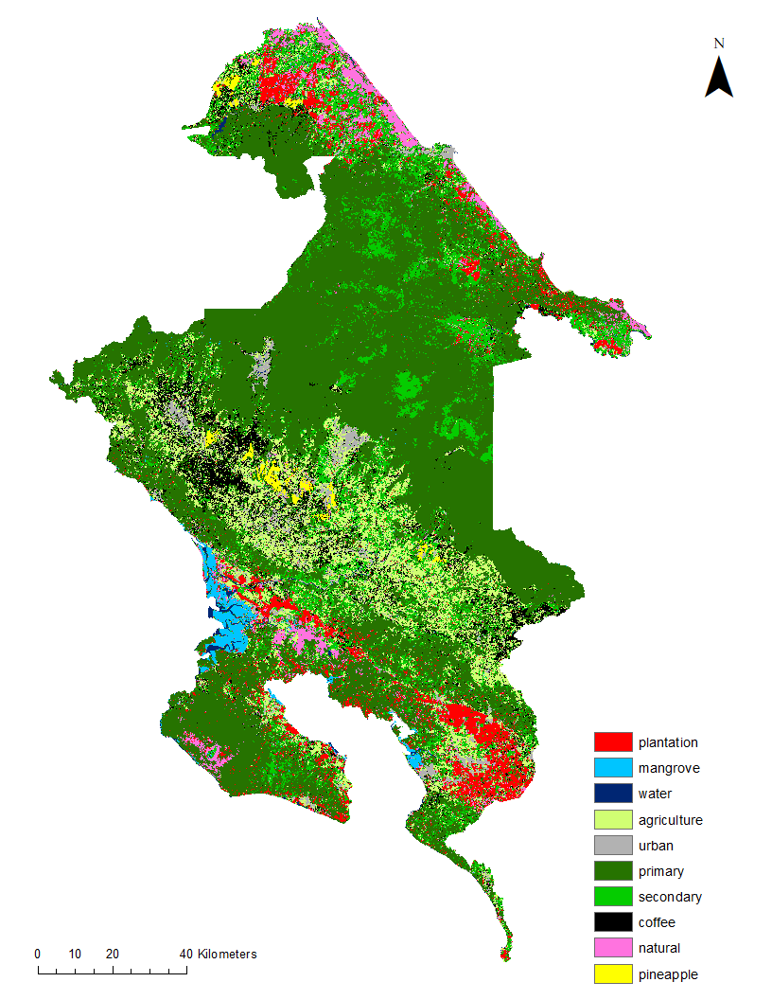 N
plantation
mangrove
water
agriculture
urban
primary
secondary
coffee
natural
pineapple
0 10 20 40 Kilometers